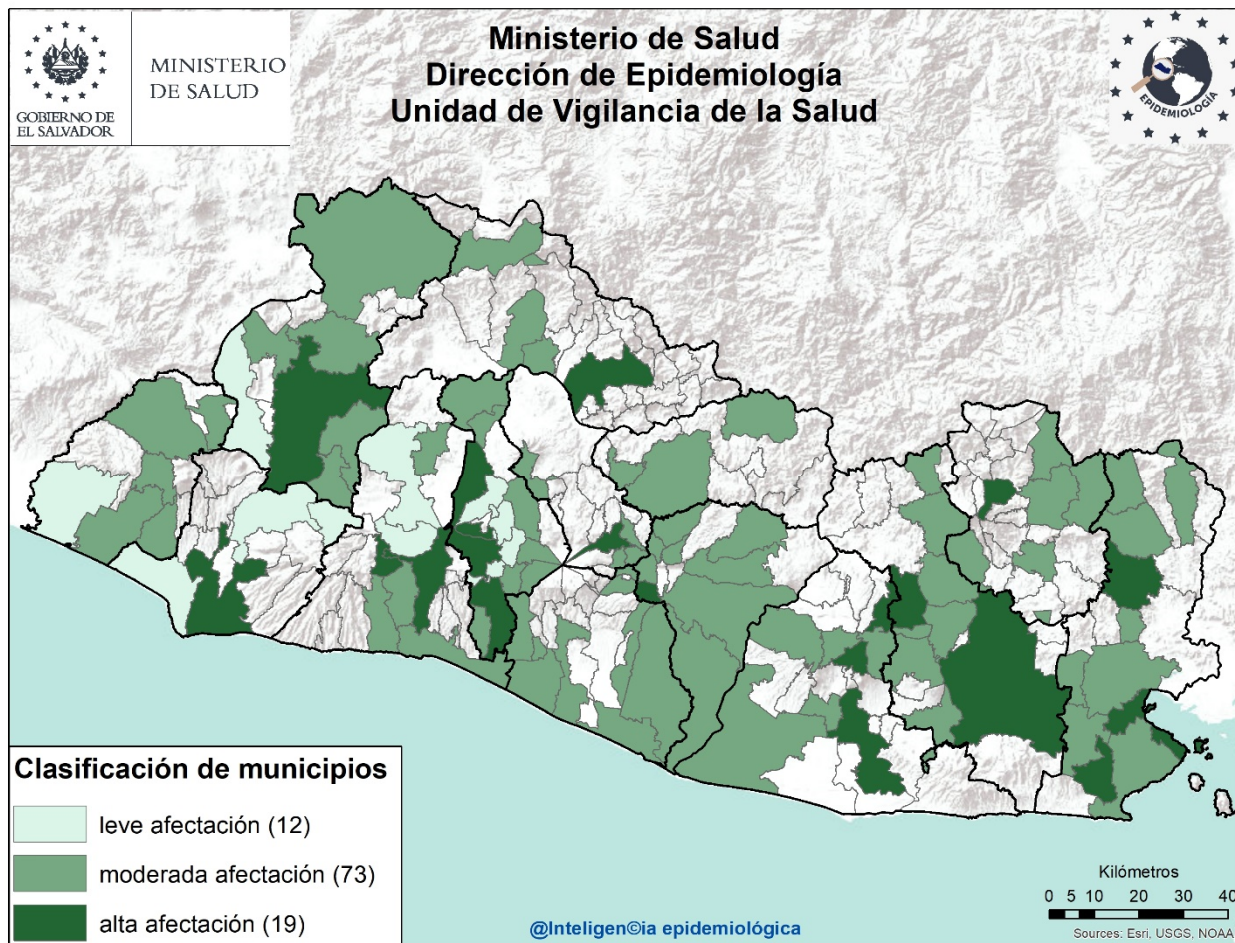 GOBIERNO DE
EL SALVADOR
MINISTERIO
DE SALUD
Ministerio de Salud
Dirección de Epidemiología
Unidad de Vigilancia de la Salud
EPIDEMIOLOGÍA
Clasificación de municipios
leve afectación (12)
moderada afectación (73)
alta afectación (19)
@Inteligen©ia epidemiológica
Kilómetros
0 5 10 20 30 40
Sources: Esri, USGS, NOAA